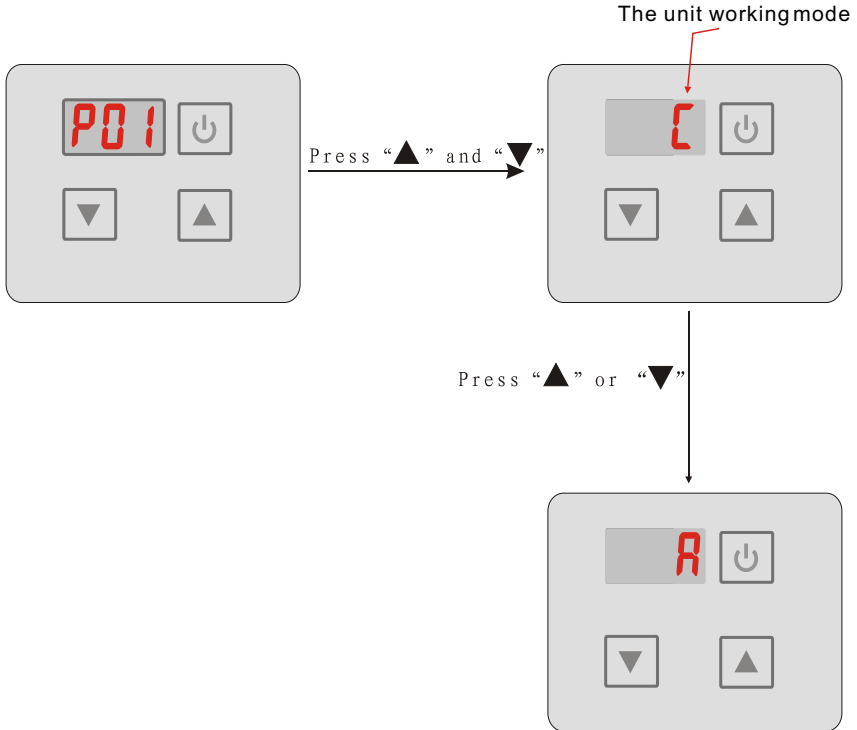 The unit working mode
P01
C
Press “▲” and “▼”
Press “▲” or “▼”
A